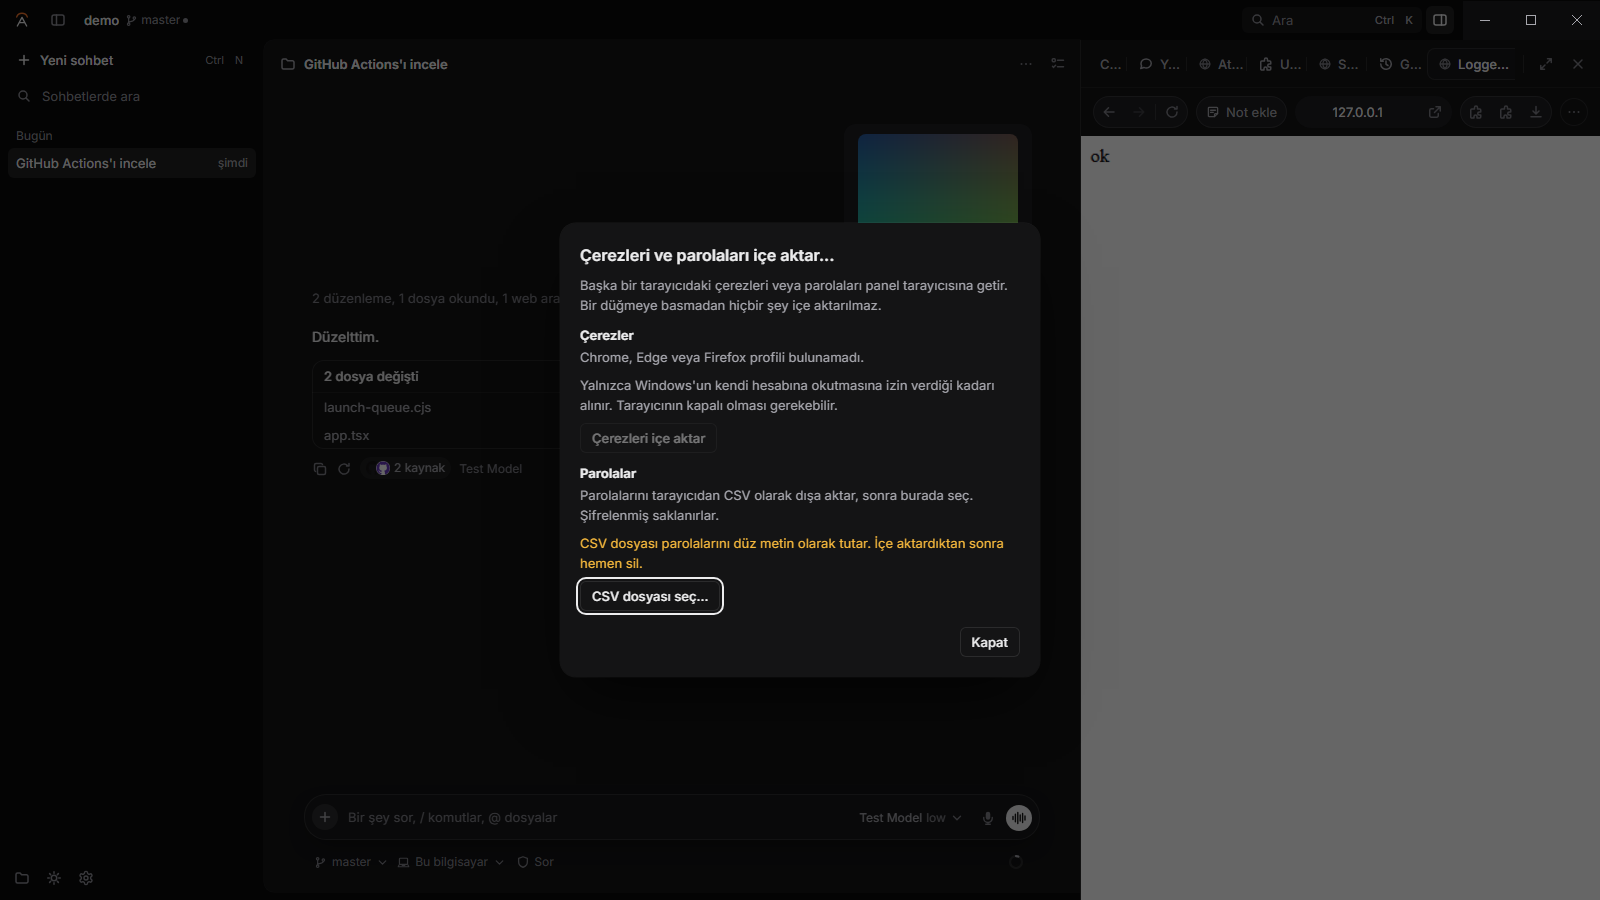 demo
master
Ara
Ctrl K
Yeni sohbet
Ctrl N
Sohbetlerde ara
Bugün
GitHub Actions'ı incele
şimdi
GitHub Actions'ı incele
C...
Y...
At...
U...
S...
G...
Logge...
Not ekle
127.0.0.1
ok
2 düzenleme, 1 dosya okundu, 1 web ara
Düzelttim.
2 dosya değişti
launch-queue.cjs
app.tsx
2 kaynak
Test Model
Çerezleri ve parolaları içe aktar...
Başka bir tarayıcıdaki çerezleri veya parolaları panel tarayıcısına getir.
Bir düğmeye basmadan hiçbir şey içe aktarılmaz.
Çerezler
Chrome, Edge veya Firefox profili bulunamadı.
Yalnızca Windows'un kendi hesabına okutmasına izin verdiği kadarı
alınır. Tarayıcının kapalı olması gerekebilir.
Çerezleri içe aktar
Parolalar
Parolalarını tarayıcıdan CSV olarak dışa aktar, sonra burada seç.
Şifrelenmiş saklanırlar.
CSV dosyası parolalarını düz metin olarak tutar. İçe aktardıktan sonra
hemen sil.
CSV dosyası seç...
Kapat
Bir şey sor, / komutlar, @ dosyalar
Test Model low
master
Bu bilgisayar
Sor